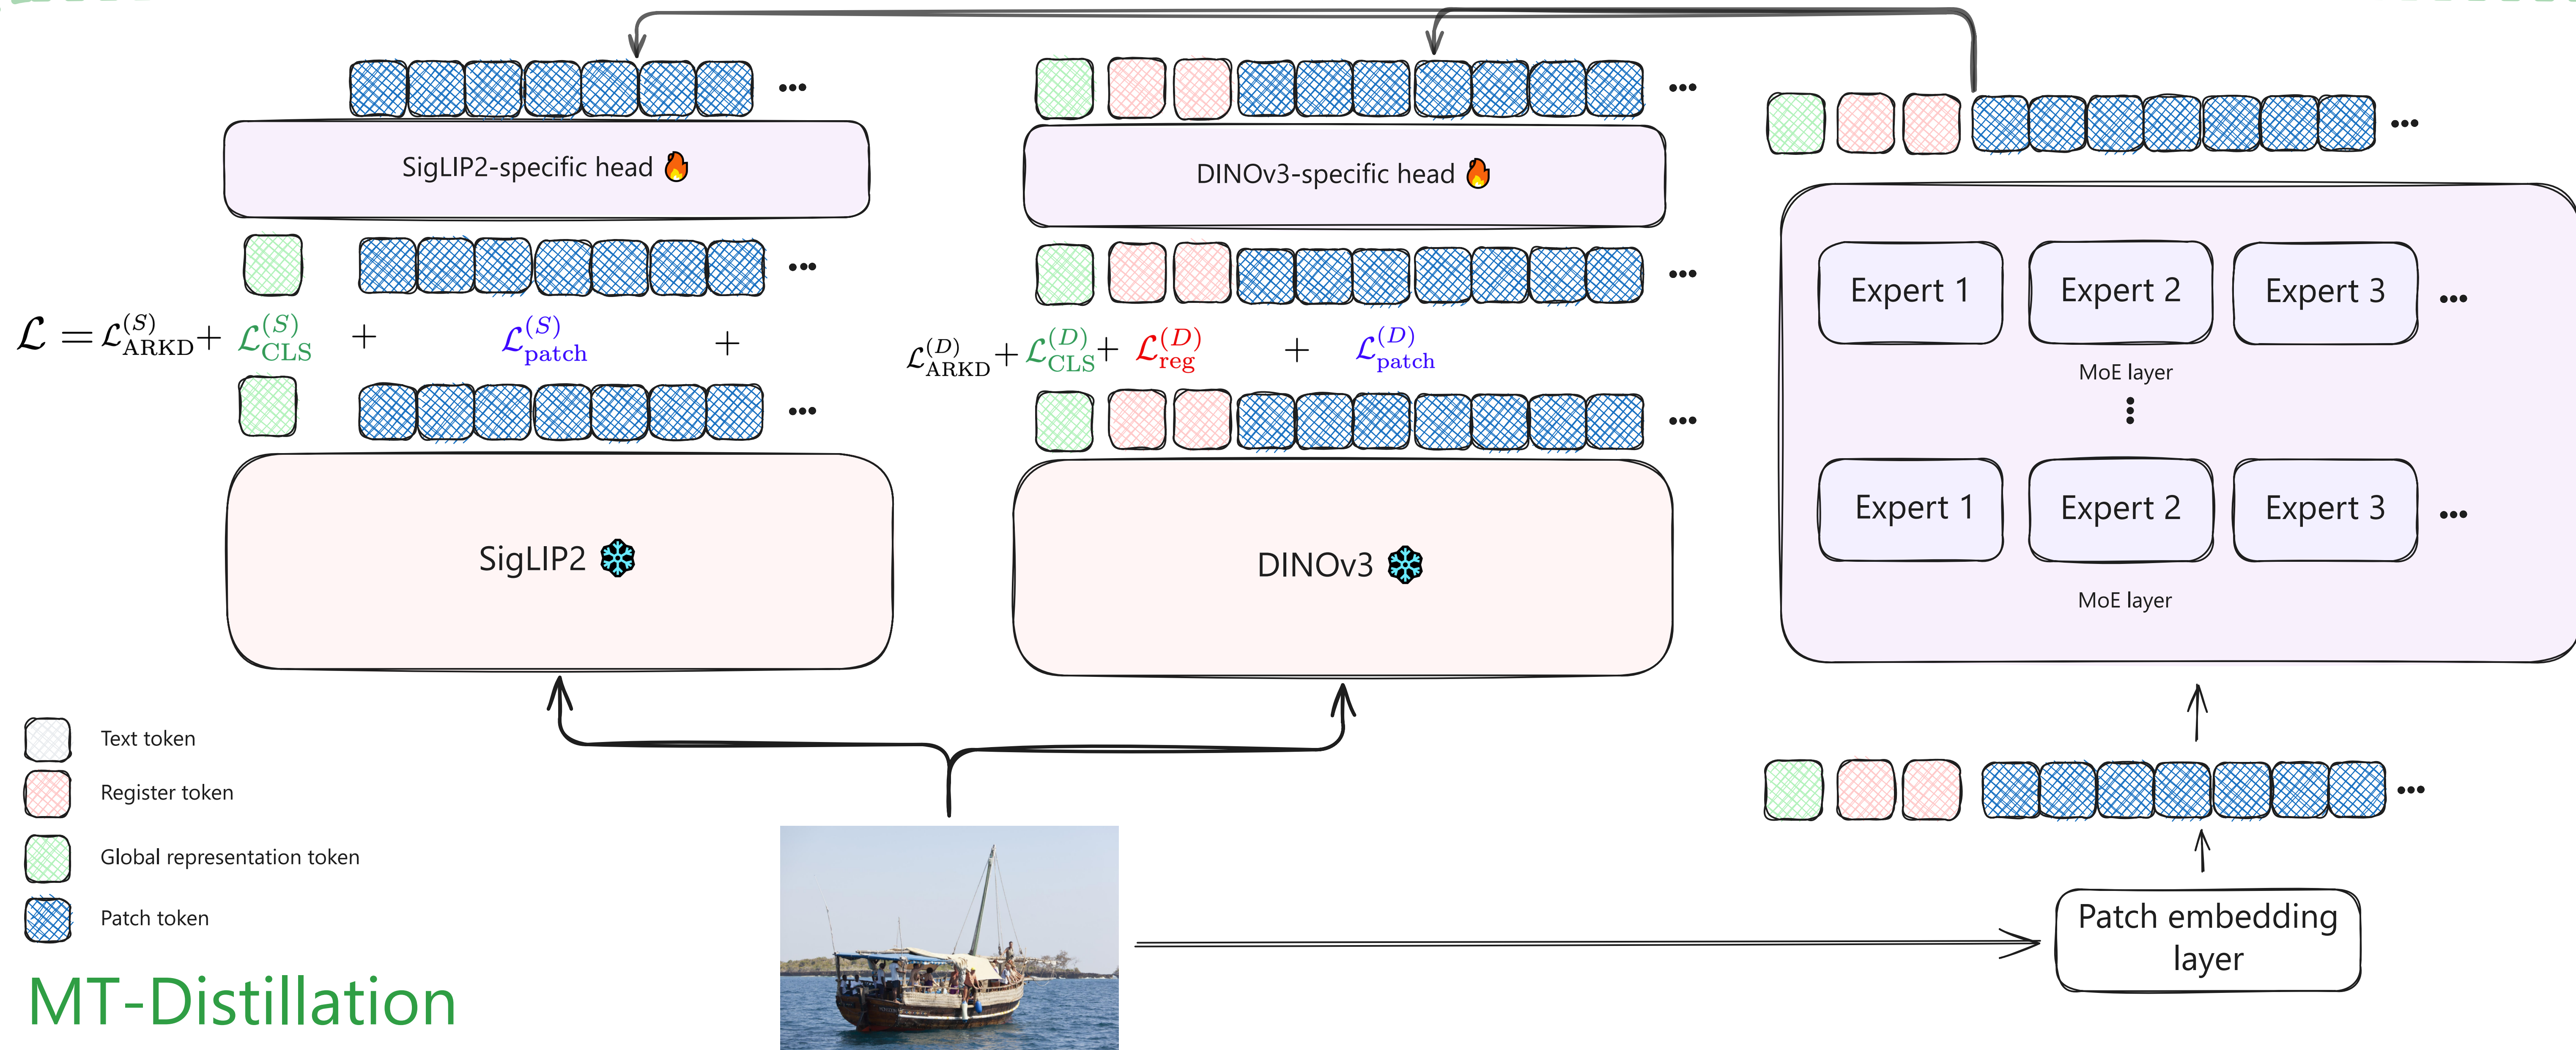 SigLIP2-specific head
DINOv3-specific head
Expert 1 Expert 2 Expert 3 •••
MoE layer
Expert 1 Expert 2 Expert 3 •••
MoE layer
ℒ = ℒ_ARKD^(S) + ℒ_CLS^(S) + ℒ_patch^(S) + ℒ_ARKD^(D) + ℒ_CLS^(D) + ℒ_reg^(D) + ℒ_patch^(D)
SigLIP2
DINOv3
Text token
Register token
Global representation token
Patch token
Patch embedding
layer
MT-Distillation